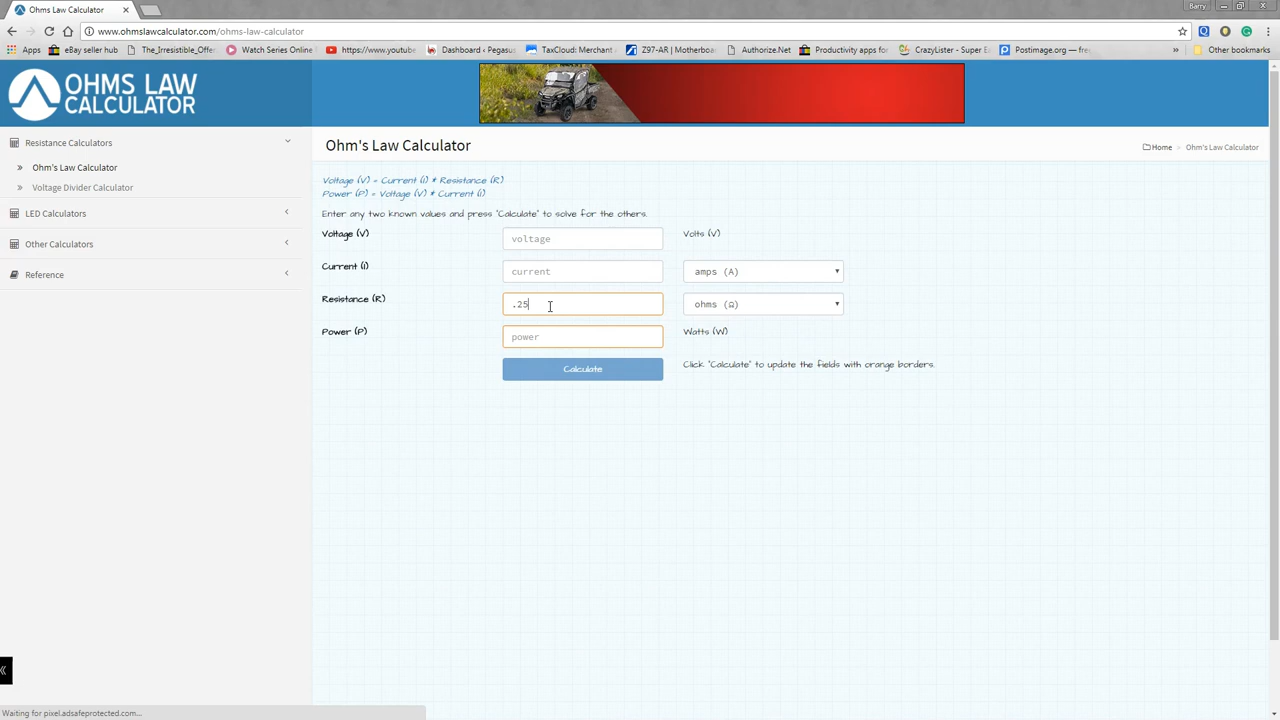 Ohms Law Calculator
Barry
www.ohmslawcalculator.com/ohms-law-calculator
Apps
eBay seller hub
The_Irresistible_Offer
Watch Series Online
https://www.youtube
Dashboard ‹ Pegasus
TaxCloud: Merchant
Z97-AR | Motherboard
Authorize.Net
Productivity apps for
CrazyLister - Super E
Postimage.org — free
Other bookmarks
OHMS LAW
CALCULATOR
Resistance Calculators
Ohm's Law Calculator
Voltage Divider Calculator
LED Calculators
Other Calculators
Reference
Ohm's Law Calculator
Home > Ohm's Law Calculator
Voltage (V) = Current (I) * Resistance (R)
Power (P) = Voltage (V) * Current (I)
Enter any two known values and press "Calculate" to solve for the others.
Voltage (V) voltage Volts (V)
Current (I) current amps (A)
Resistance (R) .25 ohms (Ω)
Power (P) power Watts (W)
Calculate Click "Calculate" to update the fields with orange borders.
Waiting for pixel.adsafeprotected.com...